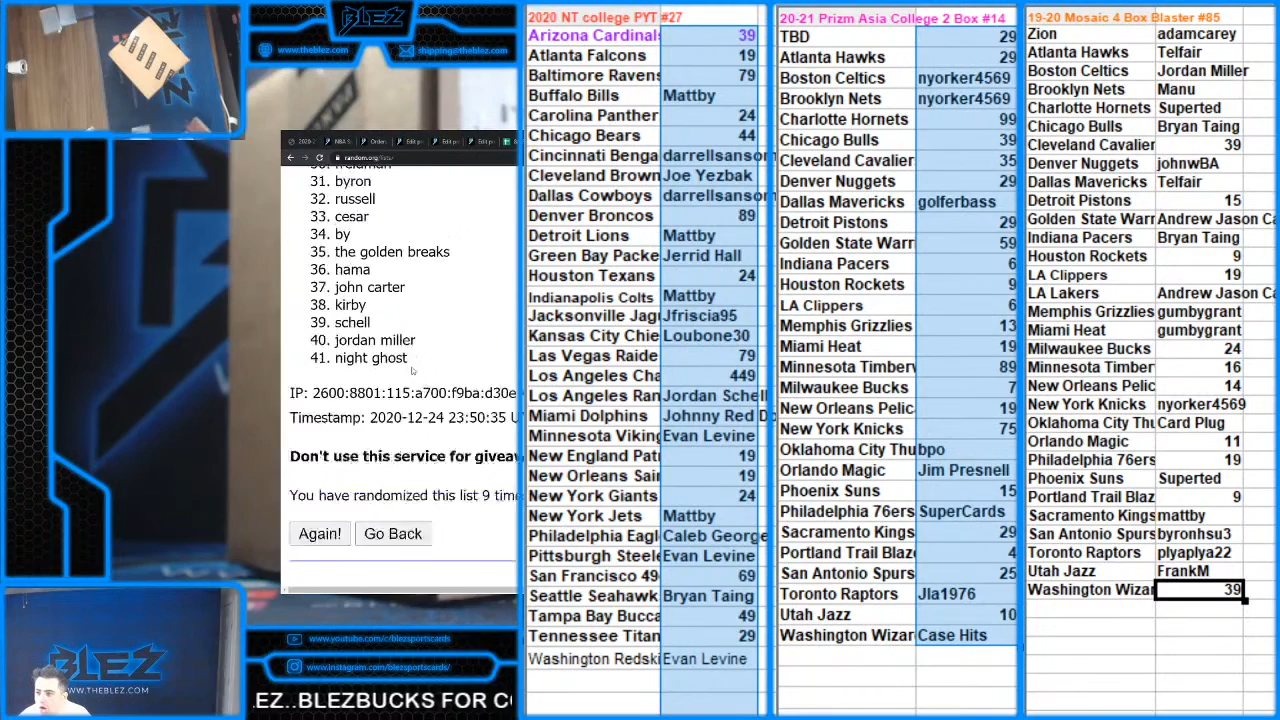 BLEZ
www.theblez.com
shipping@theblez.com
Orders
random.org/lists/
31. byron
32. russell
33. cesar
34. by
35. the golden breaks
36. hama
37. john carter
38. kirby
39. schell
40. jordan miller
41. night ghost
IP: 2600:8801:115:a700:f9ba:d30e
Timestamp: 2020-12-24 23:50:35 U
Don't use this service for giveaw
You have randomized this list 9 time
Again! Go Back
BLEZ
WWW.THEBLEZ.COM
www.youtube.com/c/blezsportscards
www.instagram.com/blezsportscards/
EZ..BLEZBUCKS FOR CO
2020 NT college PYT #27
Arizona Cardinals 39
Atlanta Falcons 19
Baltimore Ravens 79
Buffalo Bills Mattby
Carolina Panther 24
Chicago Bears 44
Cincinnati Benga darrellsansom
Cleveland Brown Joe Yezbak
Dallas Cowboys darrellsansom
Denver Broncos 89
Detroit Lions Mattby
Green Bay Packe Jerrid Hall
Houston Texans 24
Indianapolis Colts Mattby
Jacksonville Jagu Jfriscia95
Kansas City Chie Loubone30
Las Vegas Raide 79
Los Angeles Cha 449
Los Angeles Ran Jordan Schell
Miami Dolphins Johnny Red Do
Minnesota Viking Evan Levine
New England Patr 19
New Orleans Sain 19
New York Giants 24
New York Jets Mattby
Philadelphia Eagl Caleb George
Pittsburgh Steele Evan Levine
San Francisco 49 69
Seattle Seahawk Bryan Taing
Tampa Bay Bucca 49
Tennessee Titan 29
Washington Redski Evan Levine
20-21 Prizm Asia College 2 Box #14
TBD 29
Atlanta Hawks 29
Boston Celtics nyorker4569
Brooklyn Nets nyorker4569
Charlotte Hornets 99
Chicago Bulls 39
Cleveland Cavalier 35
Denver Nuggets 29
Dallas Mavericks golferbass
Detroit Pistons 29
Golden State Warri 59
Indiana Pacers 6
Houston Rockets 9
LA Clippers 6
Memphis Grizzlies 13
Miami Heat 19
Minnesota Timberv 89
Milwaukee Bucks 7
New Orleans Pelic 19
New York Knicks 75
Oklahoma City Thu bpo
Orlando Magic Jim Presnell
Phoenix Suns 15
Philadelphia 76ers SuperCards
Sacramento Kings 29
Portland Trail Blaze 4
San Antonio Spurs 25
Toronto Raptors Jla1976
Utah Jazz 10
Washington Wizar Case Hits
19-20 Mosaic 4 Box Blaster #85
Zion adamcarey
Atlanta Hawks Telfair
Boston Celtics Jordan Miller
Brooklyn Nets Manu
Charlotte Hornets Superted
Chicago Bulls Bryan Taing
Cleveland Cavalier 39
Denver Nuggets johnwBA
Dallas Mavericks Telfair
Detroit Pistons 15
Golden State Warr Andrew Jason Ca
Indiana Pacers Bryan Taing
Houston Rockets 9
LA Clippers 19
LA Lakers Andrew Jason Ca
Memphis Grizzlies gumbygrant
Miami Heat gumbygrant
Milwaukee Bucks 24
Minnesota Timber 16
New Orleans Pelic 14
New York Knicks nyorker4569
Oklahoma City Thu Card Plug
Orlando Magic 11
Philadelphia 76ers 19
Phoenix Suns Superted
Portland Trail Blaz 9
Sacramento Kings mattby
San Antonio Spurs byronhsu3
Toronto Raptors plyaplya22
Utah Jazz FrankM
Washington Wizar 39